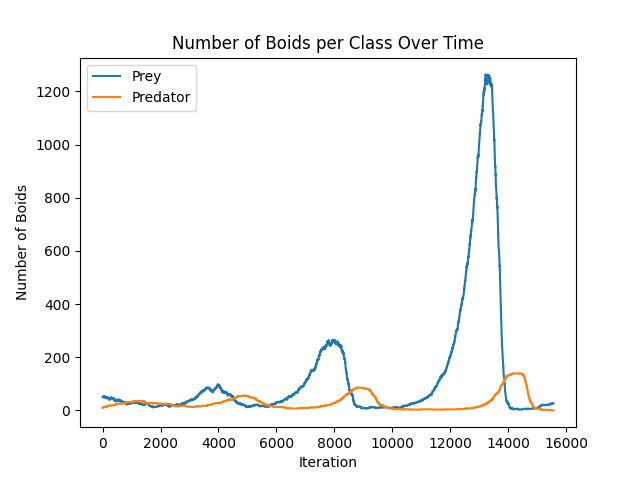 Number of Boids per Class Over Time
Prey
Predator
Number of Boids
1200
1000
800
600
400
200
0
0 2000 4000 6000 8000 10000 12000 14000 16000
Iteration